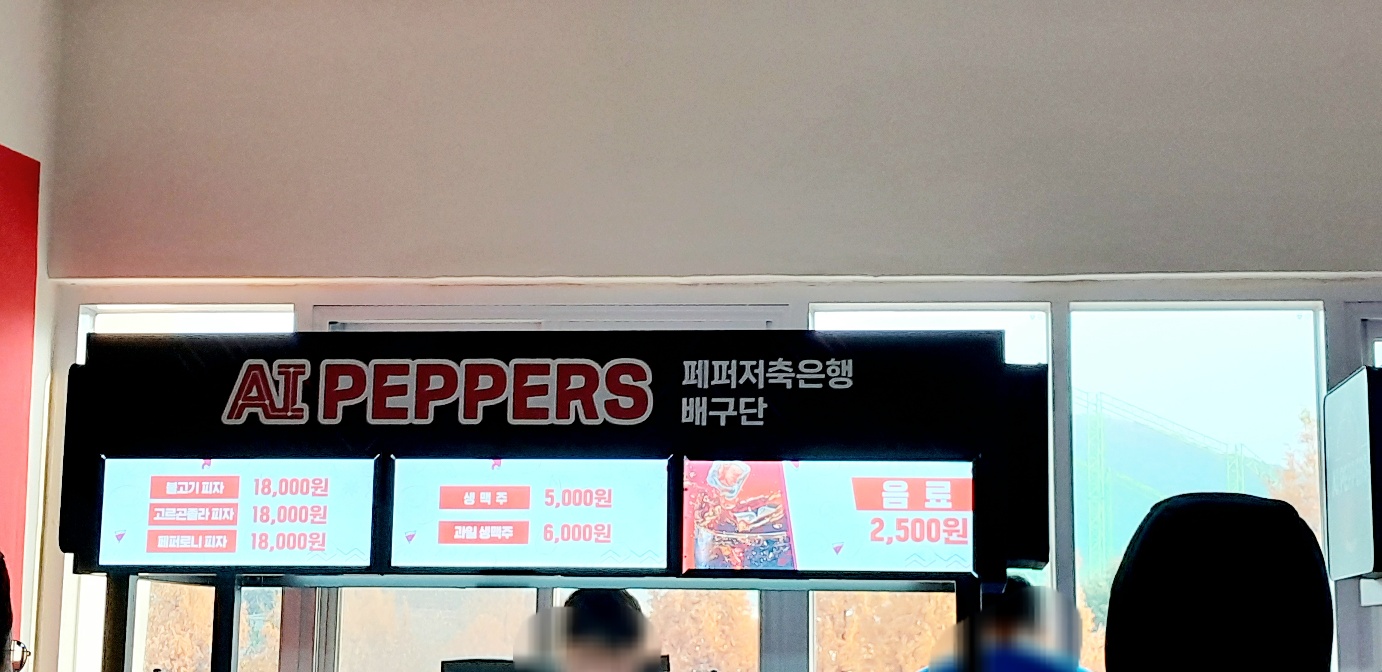 AI PEPPERS
페퍼저축은행
배구단
불고기 피자 18,000원
고르곤졸라 피자 18,000원
페퍼로니 피자 18,000원
생 맥 주 5,000원
과일 생맥주 6,000원
음 료
2,500원